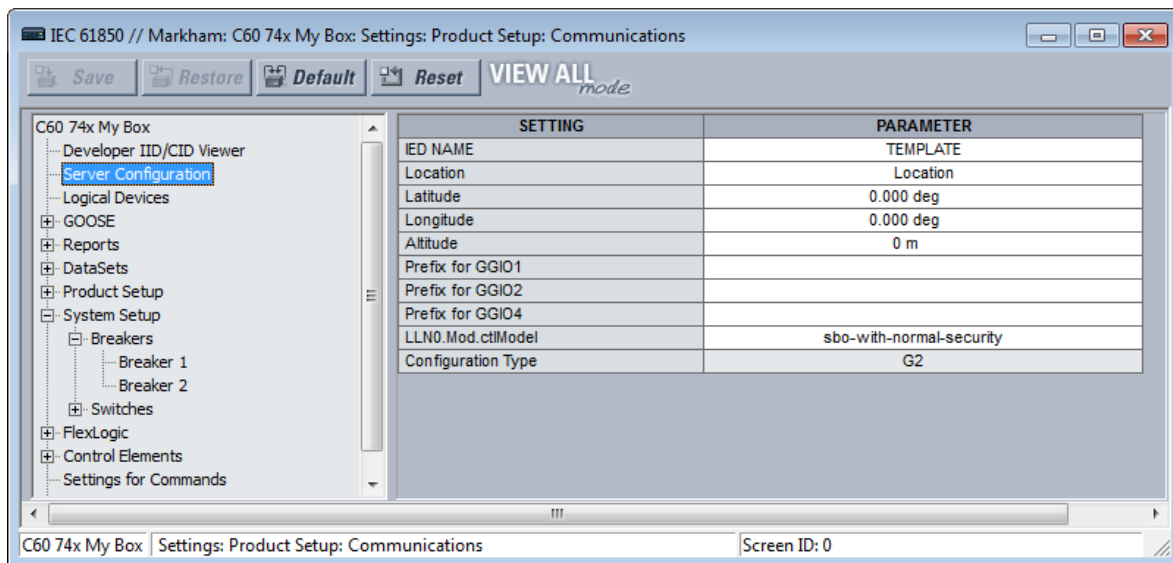 IEC 61850 // Markham: C60 74x My Box: Settings: Product Setup: Communications
Save Restore Default Reset VIEW ALL mode
C60 74x My Box
Developer IID/CID Viewer
Server Configuration
Logical Devices
GOOSE
Reports
DataSets
Product Setup
System Setup
Breakers
Breaker 1
Breaker 2
Switches
FlexLogic
Control Elements
Settings for Commands
SETTING PARAMETER
IED NAME TEMPLATE
Location Location
Latitude 0.000 deg
Longitude 0.000 deg
Altitude 0 m
Prefix for GGIO1
Prefix for GGIO2
Prefix for GGIO4
LLN0.Mod.ctlModel sbo-with-normal-security
Configuration Type G2
C60 74x My Box Settings: Product Setup: Communications Screen ID: 0